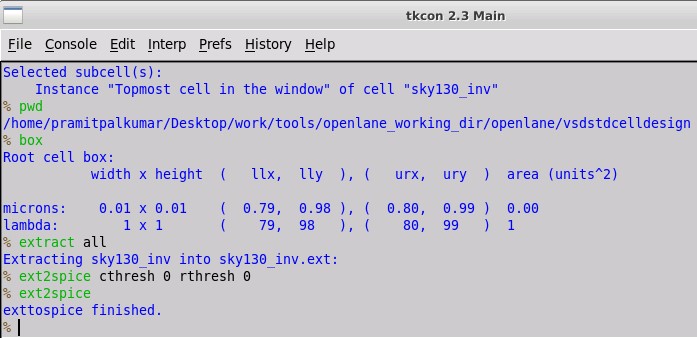 tkcon 2.3 Main
File Console Edit Interp Prefs History Help
Selected subcell(s):
    Instance "Topmost cell in the window" of cell "sky130_inv"
% pwd
/home/pramitpalkumar/Desktop/work/tools/openlane_working_dir/openlane/vsdstdcelldesign
% box
Root cell box:
           width x height  (   llx,  lly  ), (   urx,  ury  )  area (units^2)
microns:    0.01 x 0.01    (  0.79,  0.98 ), (  0.80,  0.99 )  0.00
lambda:        1 x 1       (    79,  98   ), (    80,  99   )  1
% extract all
Extracting sky130_inv into sky130_inv.ext:
% ext2spice cthresh 0 rthresh 0
% ext2spice
exttospice finished.
%